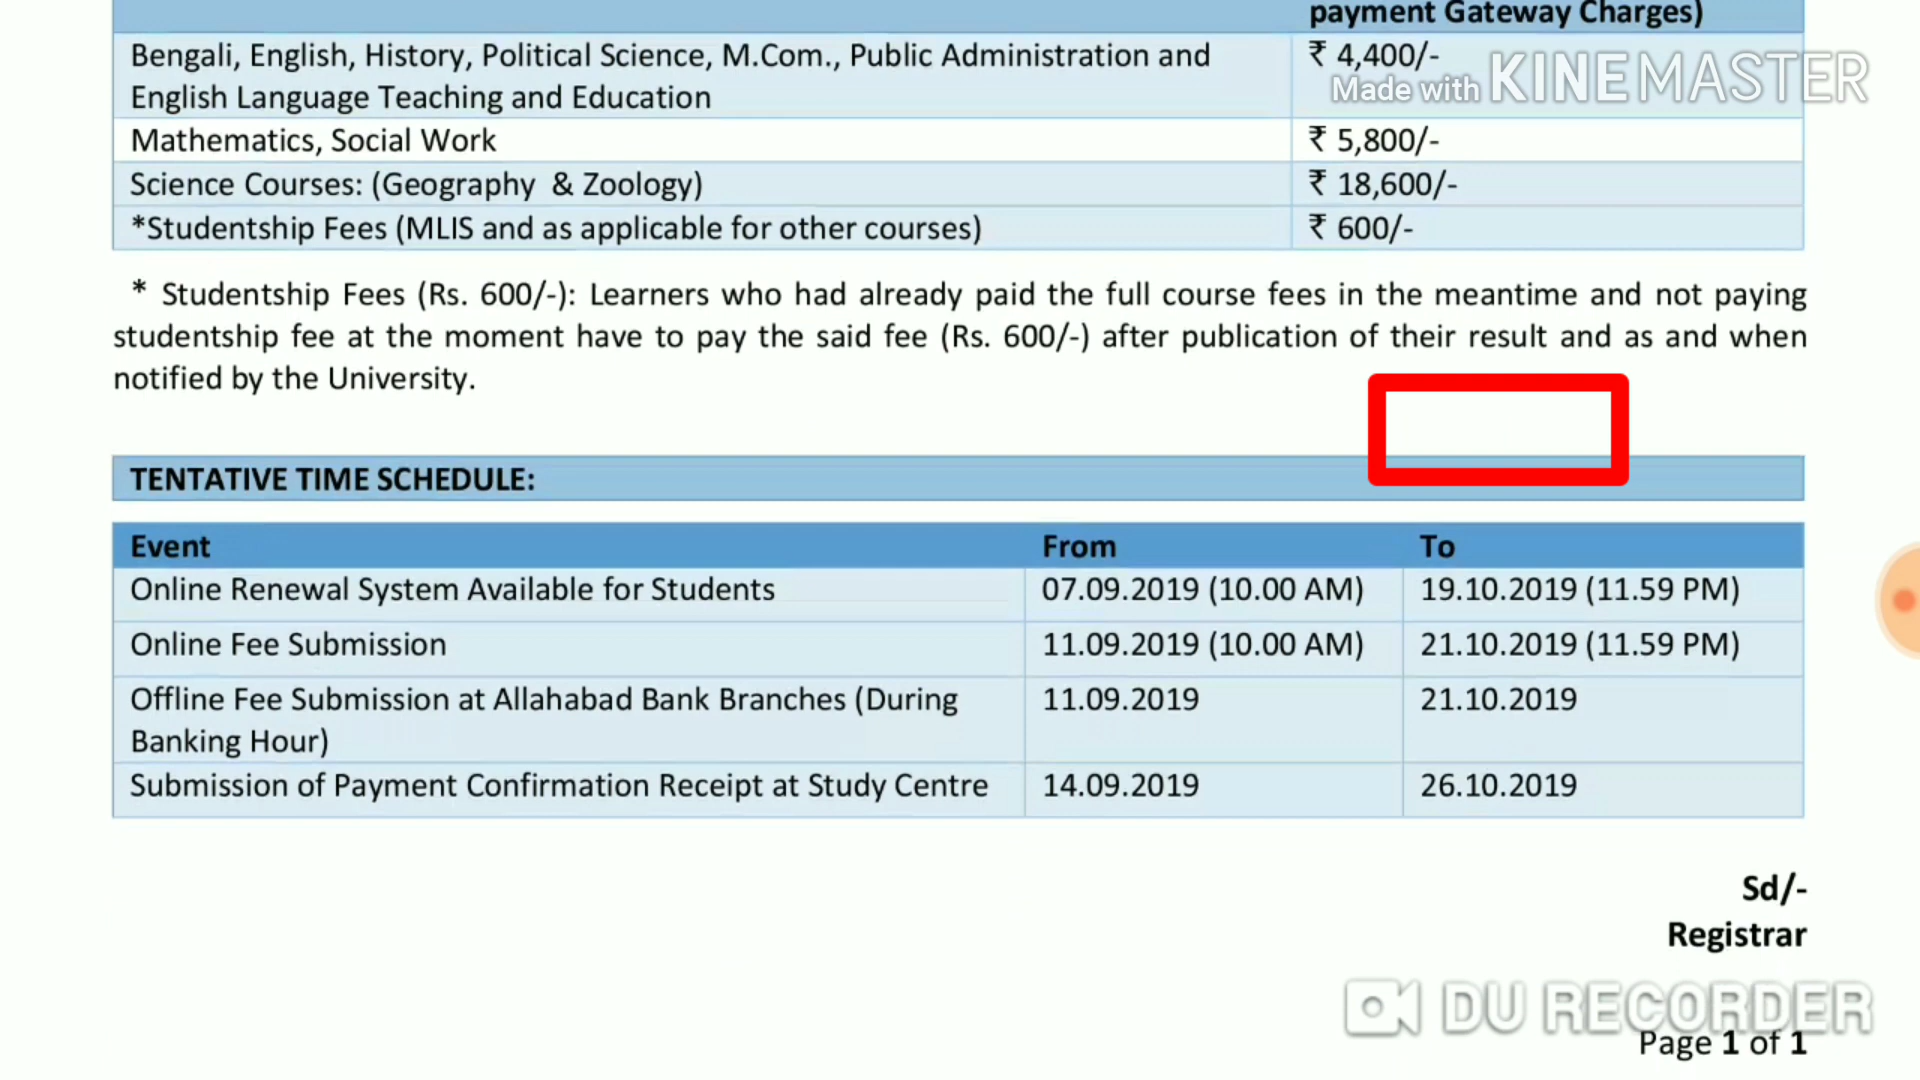 payment Gateway Charges)
Bengali, English, History, Political Science, M.Com., Public Administration and
English Language Teaching and Education
₹ 4,400/-
Made with KINEMASTER
Mathematics, Social Work ₹ 5,800/-
Science Courses: (Geography & Zoology) ₹ 18,600/-
*Studentship Fees (MLIS and as applicable for other courses) ₹ 600/-
* Studentship Fees (Rs. 600/-): Learners who had already paid the full course fees in the meantime and not paying
studentship fee at the moment have to pay the said fee (Rs. 600/-) after publication of their result and as and when
notified by the University.
TENTATIVE TIME SCHEDULE:
Event From To
Online Renewal System Available for Students 07.09.2019 (10.00 AM) 19.10.2019 (11.59 PM)
Online Fee Submission 11.09.2019 (10.00 AM) 21.10.2019 (11.59 PM)
Offline Fee Submission at Allahabad Bank Branches (During
Banking Hour)
11.09.2019 21.10.2019
Submission of Payment Confirmation Receipt at Study Centre 14.09.2019 26.10.2019
Sd/-
Registrar
DU RECORDER
Page 1 of 1